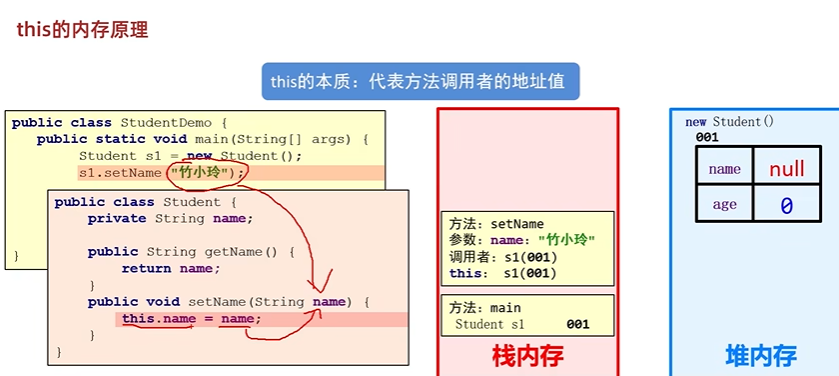 this的内存原理
this的本质：代表方法调用者的地址值
public class StudentDemo {
public static void main(String[] args) {
Student s1 = new Student();
s1.setName("竹小玲");
}
public class Student {
private String name;
public String getName() {
return name;
}
public void setName(String name) {
this.name = name;
}
}
方法：setName
参数：name："竹小玲"
调用者：s1(001)
this： s1(001)
方法：main
Student s1 001
栈内存
new Student()
001
name null
age 0
堆内存